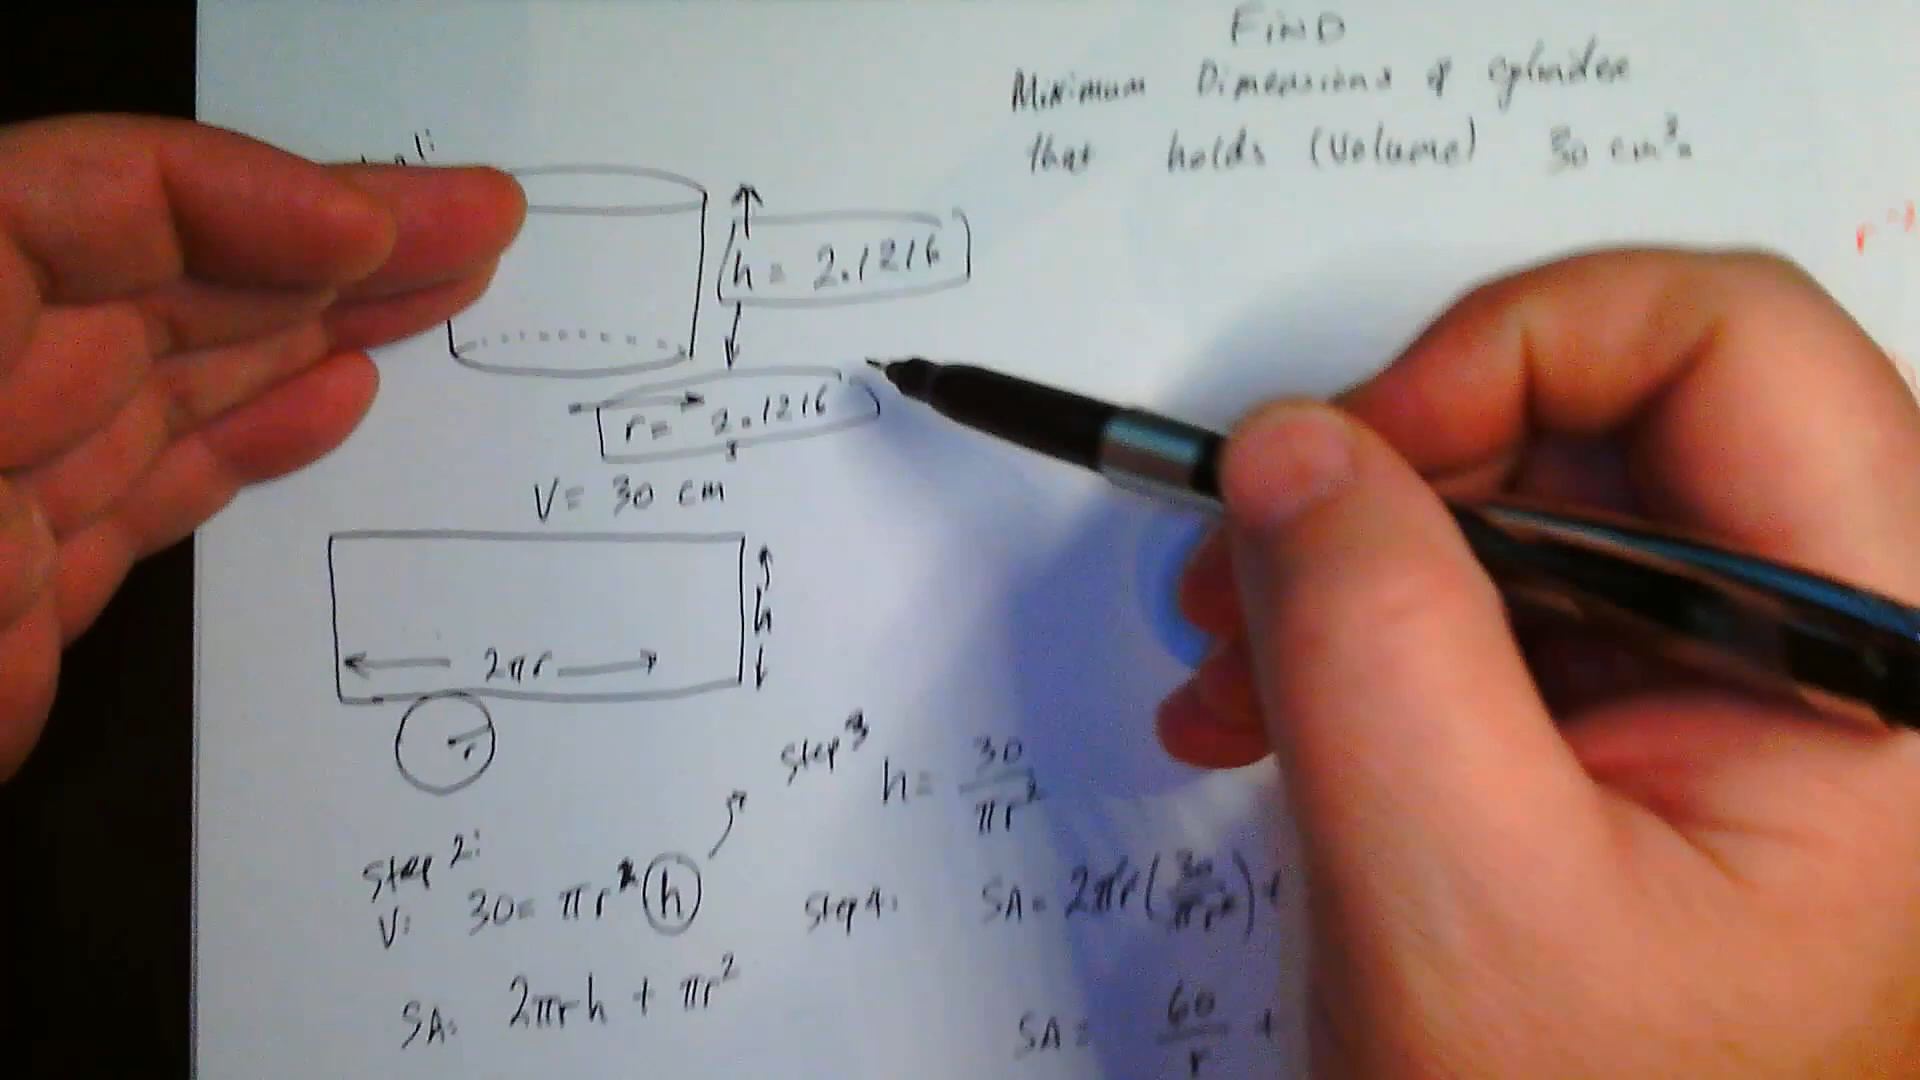 FIND
Minimum Dimensions of cylinder
that holds (volume) 30 cm³.
h = 2.1216
r = 2.1216
V = 30 cm
h
2πr
r
Step 3
h = 30/πr²
Step 2:
V: 30 = πr² h
Step 4: SA = 2πr(30/πr²) +
SA: 2πrh + πr²
SA = 60/r +